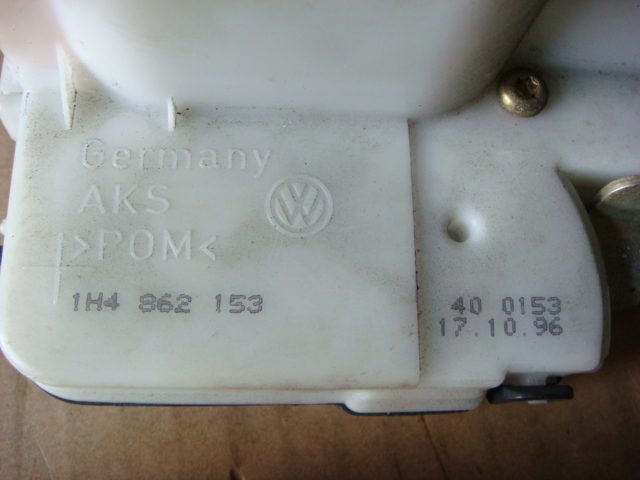 Germany
AKS
>POM<
1H4 862 153
40 0153
17.10.96